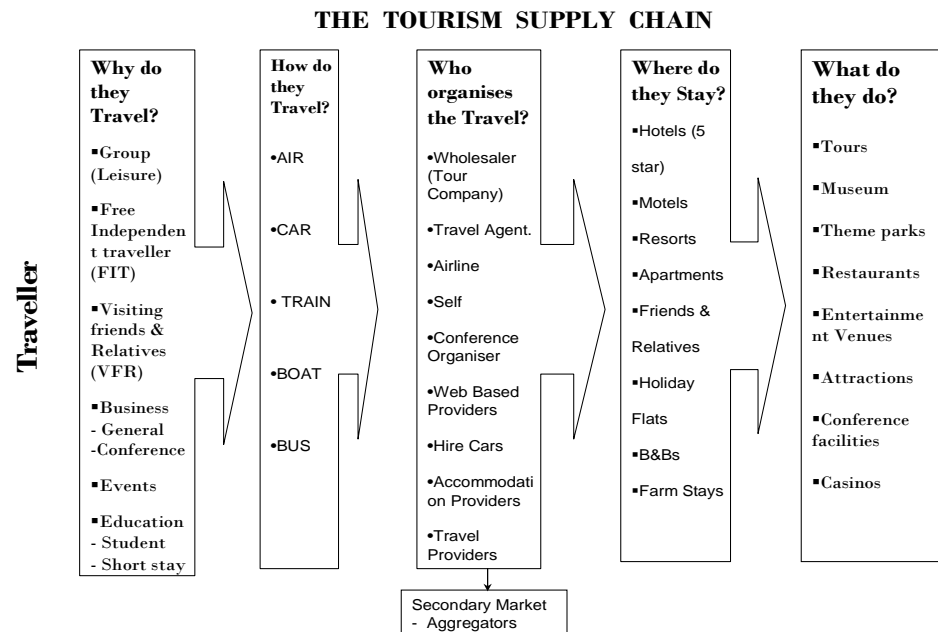 THE TOURISM SUPPLY CHAIN
Traveller
Why do
they
Travel?
▪Group
(Leisure)
▪Free
Independen
t traveller
(FIT)
▪Visiting
friends &
Relatives
(VFR)
▪Business
- General
-Conference
▪Events
▪Education
- Student
- Short stay
How do
they
Travel?
•AIR
•CAR
• TRAIN
•BOAT
•BUS
Who
organises
the Travel?
•Wholesaler
(Tour
Company)
•Travel Agent.
•Airline
•Self
•Conference
Organiser
•Web Based
Providers
•Hire Cars
•Accommodati
on Providers
•Travel
Providers
Secondary Market
- Aggregators
Where do
they Stay?
▪Hotels (5
star)
▪Motels
▪Resorts
▪Apartments
▪Friends &
Relatives
▪Holiday
Flats
▪B&Bs
▪Farm Stays
What do
they do?
▪Tours
▪Museum
▪Theme parks
▪Restaurants
▪Entertainme
nt Venues
▪Attractions
▪Conference
facilities
▪Casinos